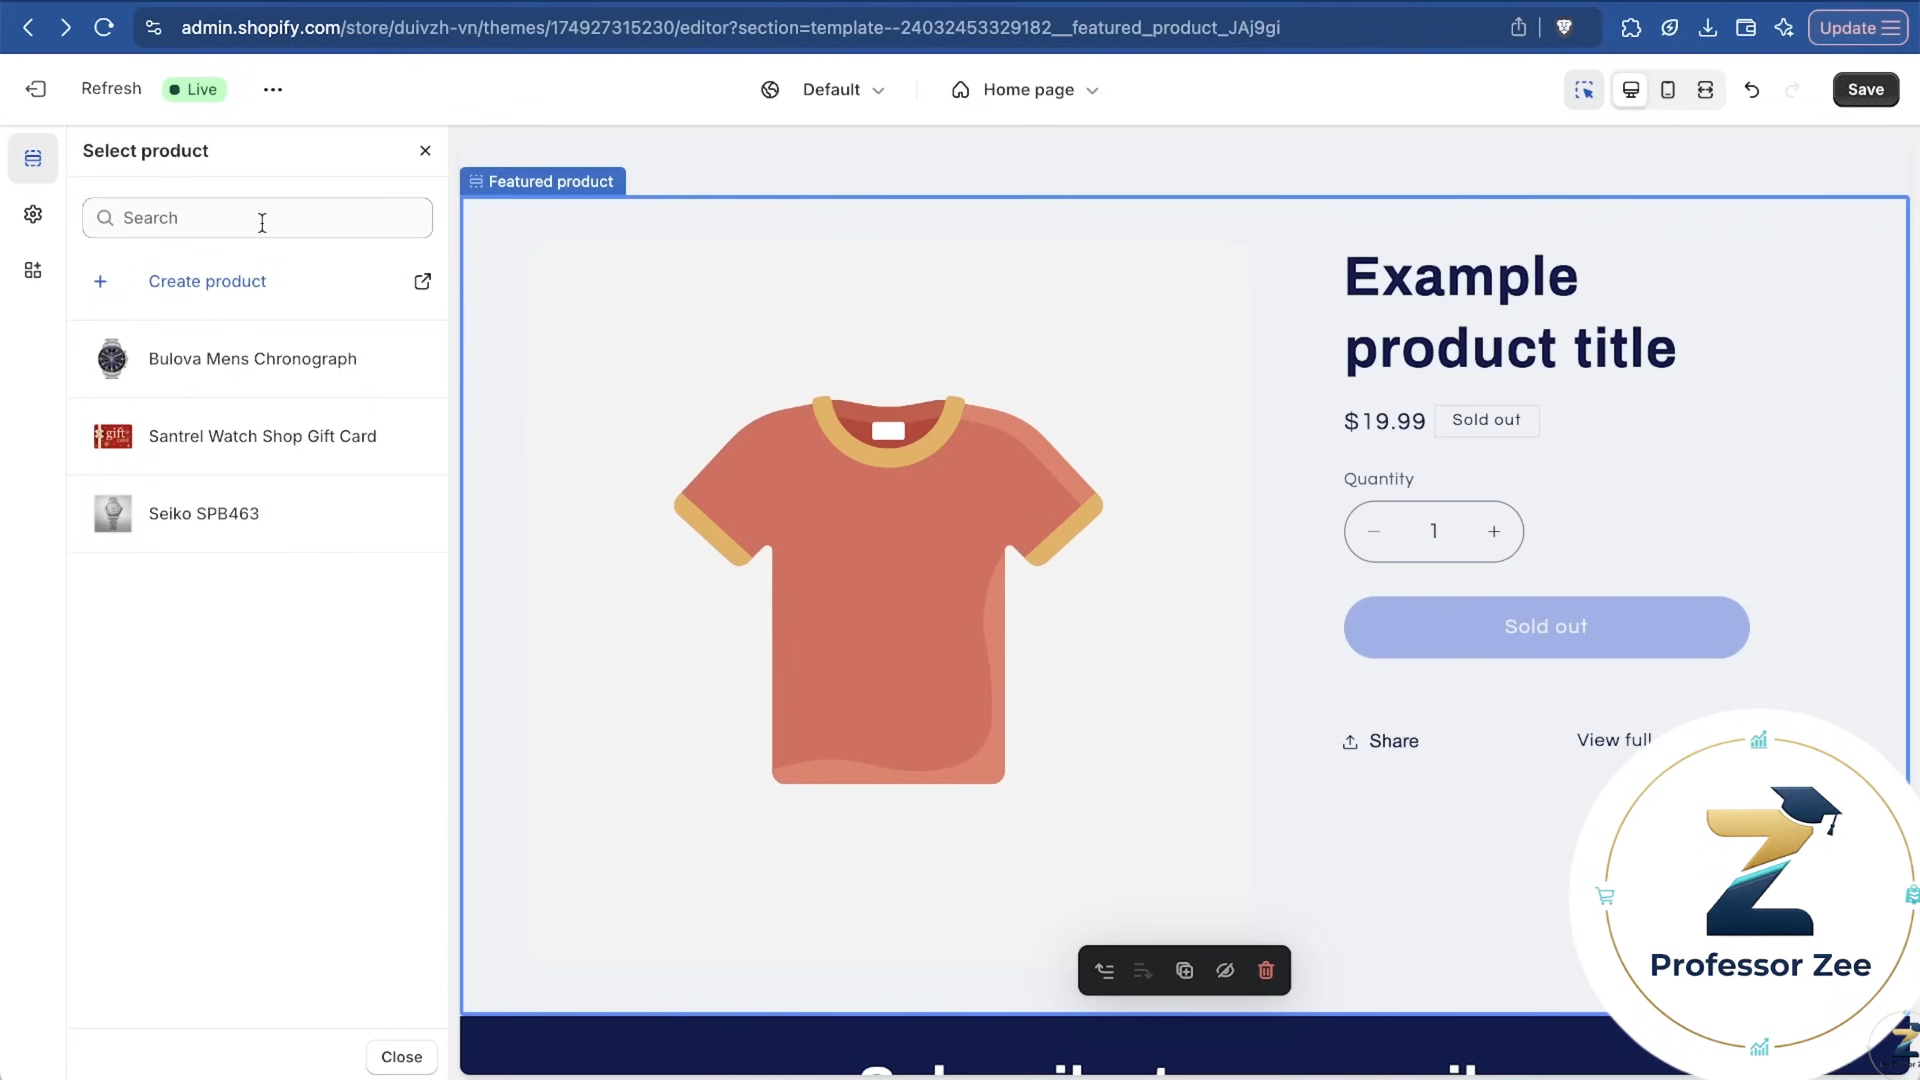 admin.shopify.com/store/duivzh-vn/themes/174927315230/editor?section=template--24032453329182__featured_product_JAj9gi
Update
Refresh
Live
Default
Home page
Save
Select product
Search
Create product
Bulova Mens Chronograph
gift
Santrel Watch Shop Gift Card
Seiko SPB463
Close
Featured product
Example
product title
$19.99
Sold out
Quantity
1
Sold out
Share
View full
Professor Zee